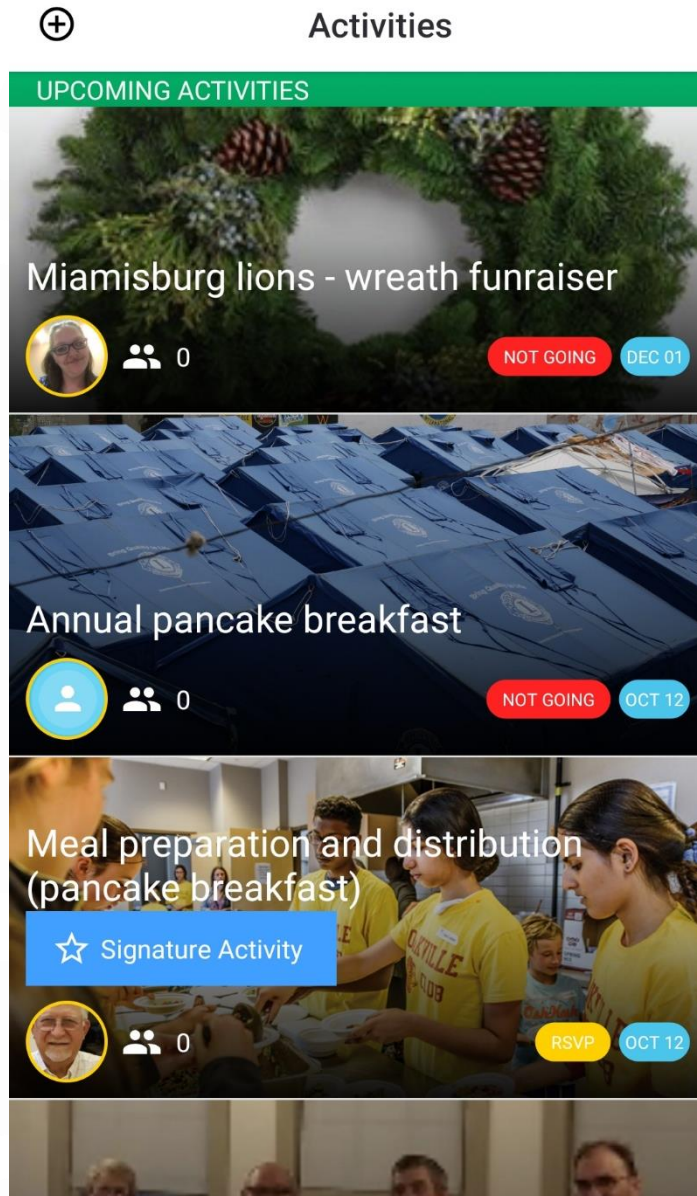 Activities
UPCOMING ACTIVITIES
Miamisburg lions - wreath funraiser
0
NOT GOING
DEC 01
Annual pancake breakfast
0
NOT GOING
OCT 12
Meal preparation and distribution
(pancake breakfast)
Signature Activity
0
RSVP
OCT 12